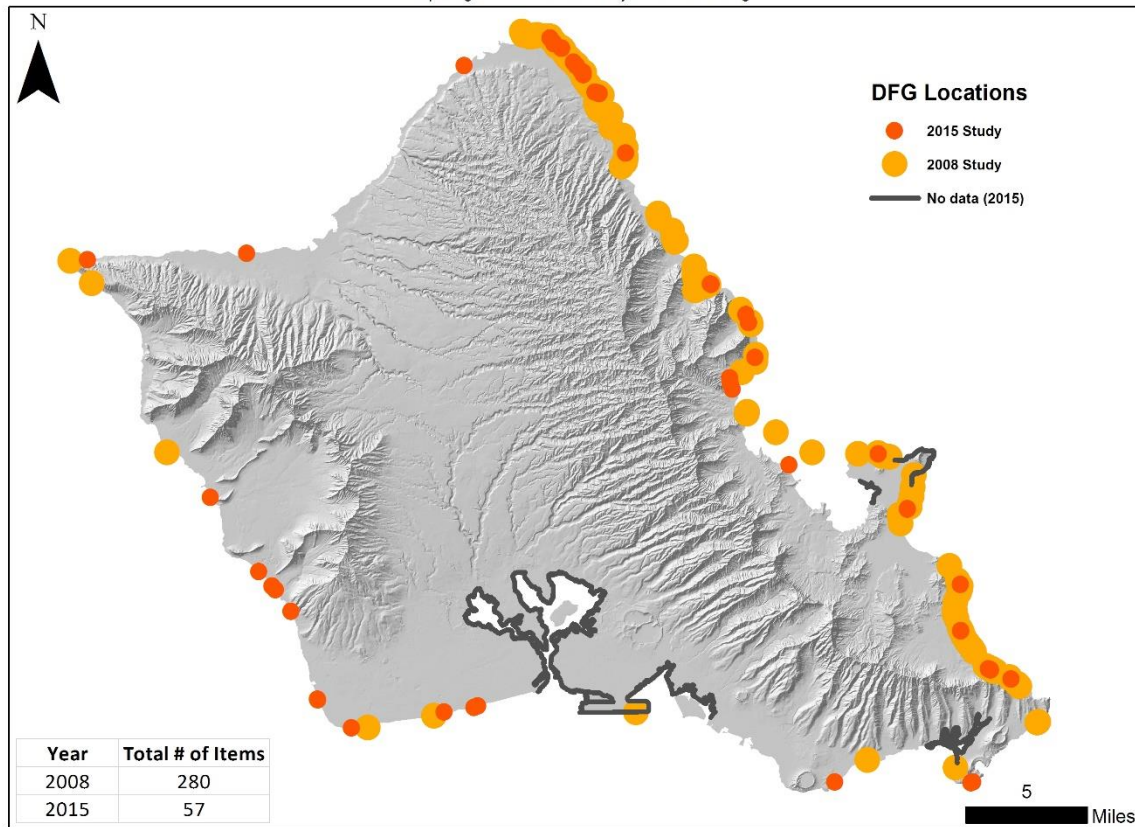 N
DFG Locations
2015 Study
2008 Study
No data (2015)
Year Total # of Items
2008 280
2015 57
5
Miles